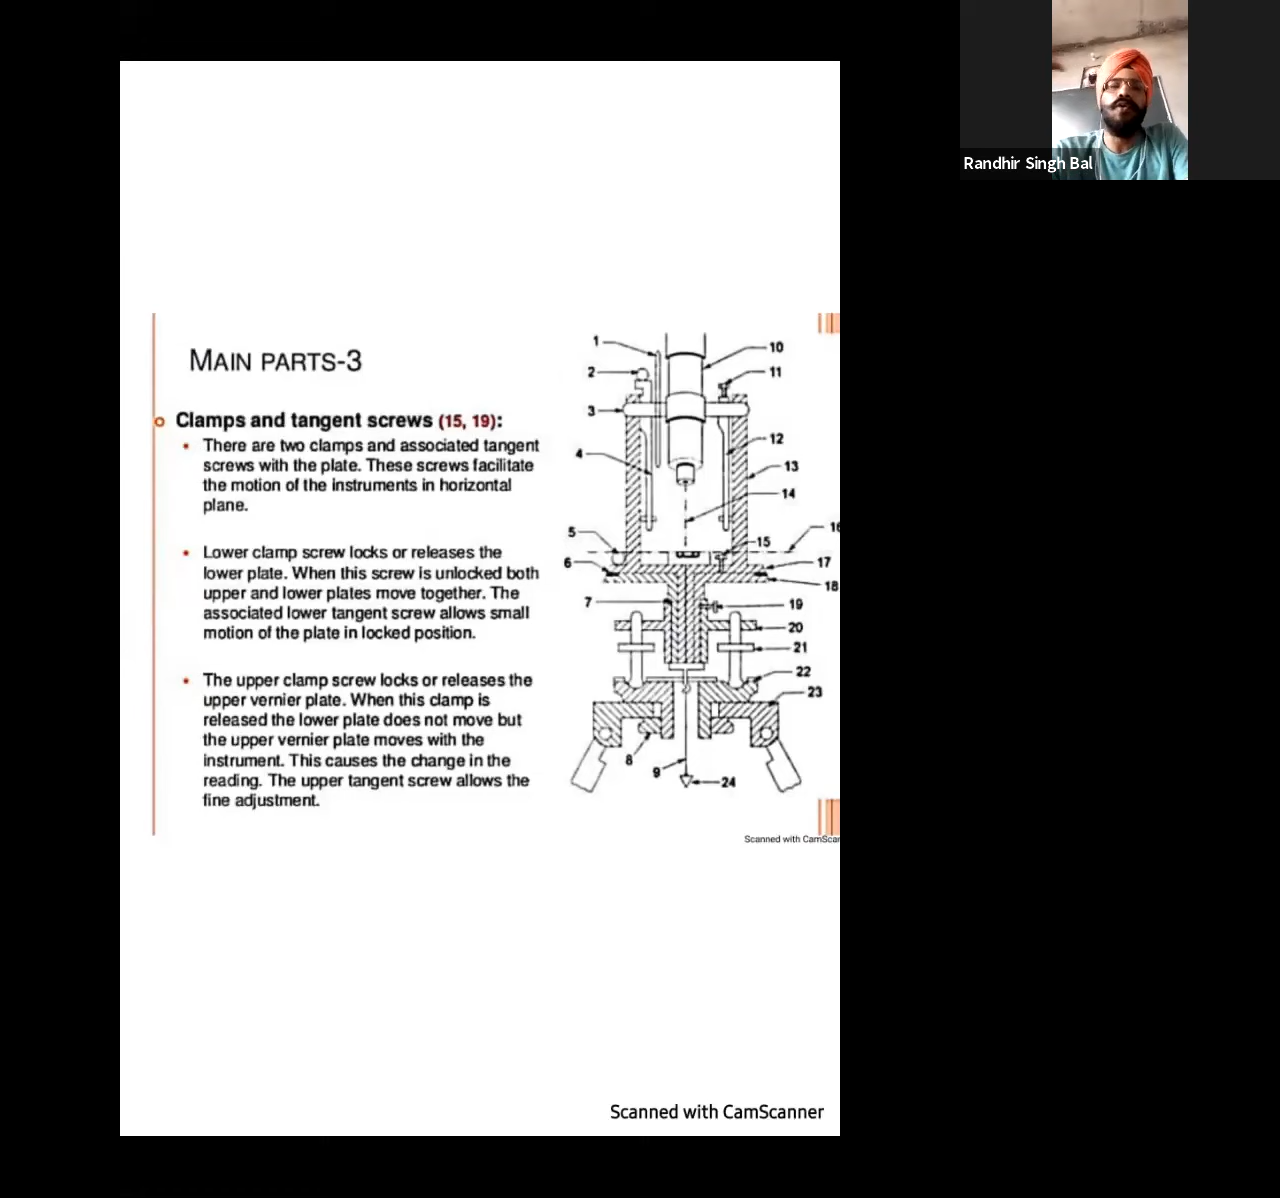 Randhir Singh Bal
MAIN PARTS-3
Clamps and tangent screws (15, 19):
• There are two clamps and associated tangent
screws with the plate. These screws facilitate
the motion of the instruments in horizontal
plane.
• Lower clamp screw locks or releases the
lower plate. When this screw is unlocked both
upper and lower plates move together. The
associated lower tangent screw allows small
motion of the plate in locked position.
• The upper clamp screw locks or releases the
upper vernier plate. When this clamp is
released the lower plate does not move but
the upper vernier plate moves with the
instrument. This causes the change in the
reading. The upper tangent screw allows the
fine adjustment.
1
2
3
4
5
6
7
8
9
10
11
12
13
14
15
16
17
18
19
20
21
22
23
24
Scanned with CamScan
Scanned with CamScanner